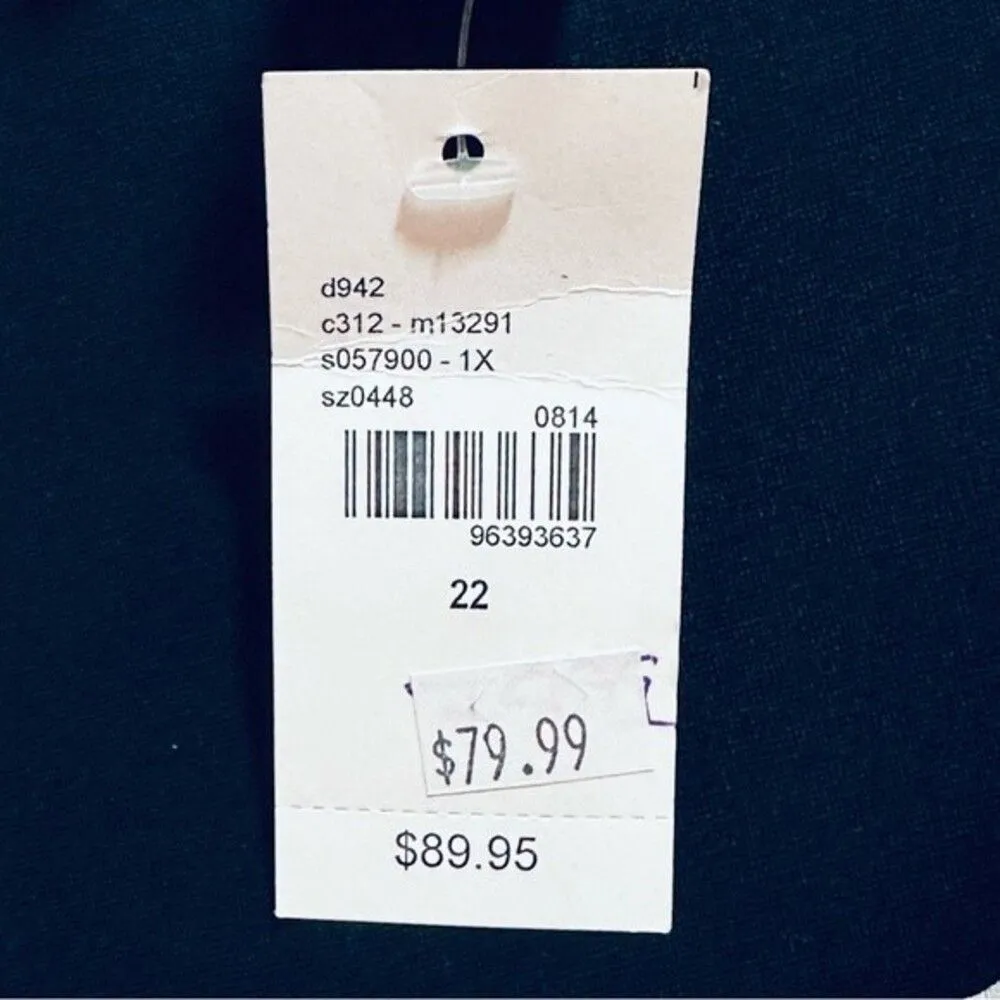 d942
c312 - m13291
s057900 - 1X
sz0448
0814
96393637
22
$79.99
$89.95